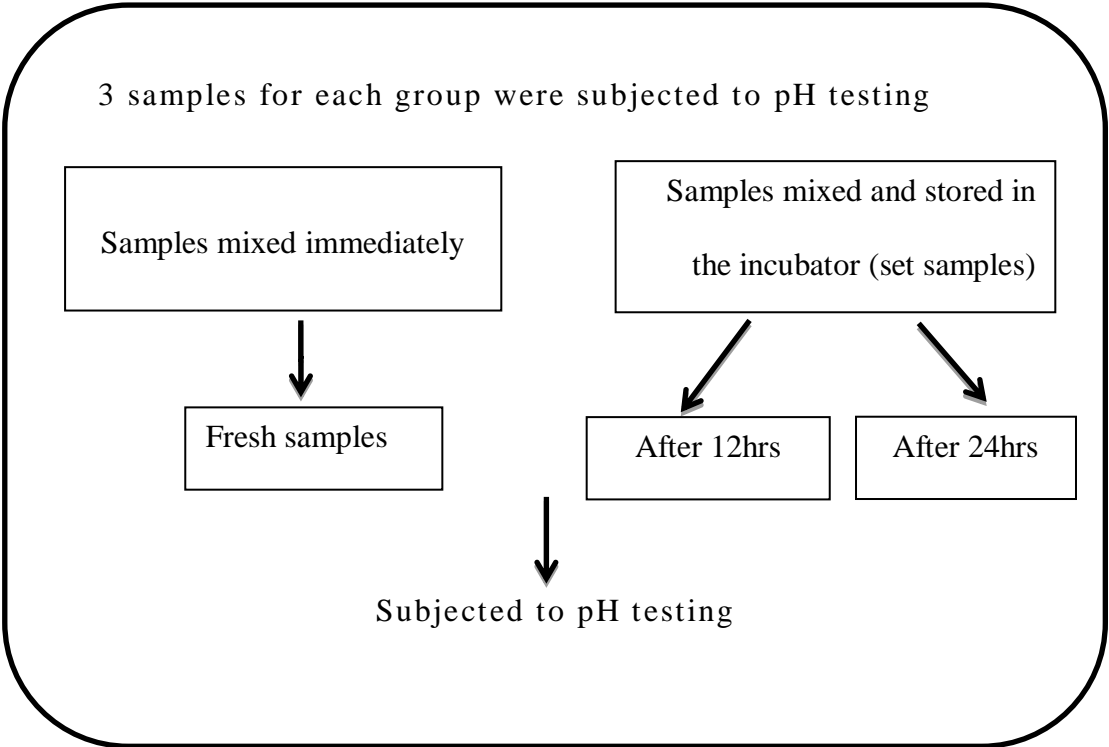 3 samples for each group were subjected to pH testing
Samples mixed immediately
Samples mixed and stored in
the incubator (set samples)
Fresh samples
After 12hrs
After 24hrs
Subjected to pH testing